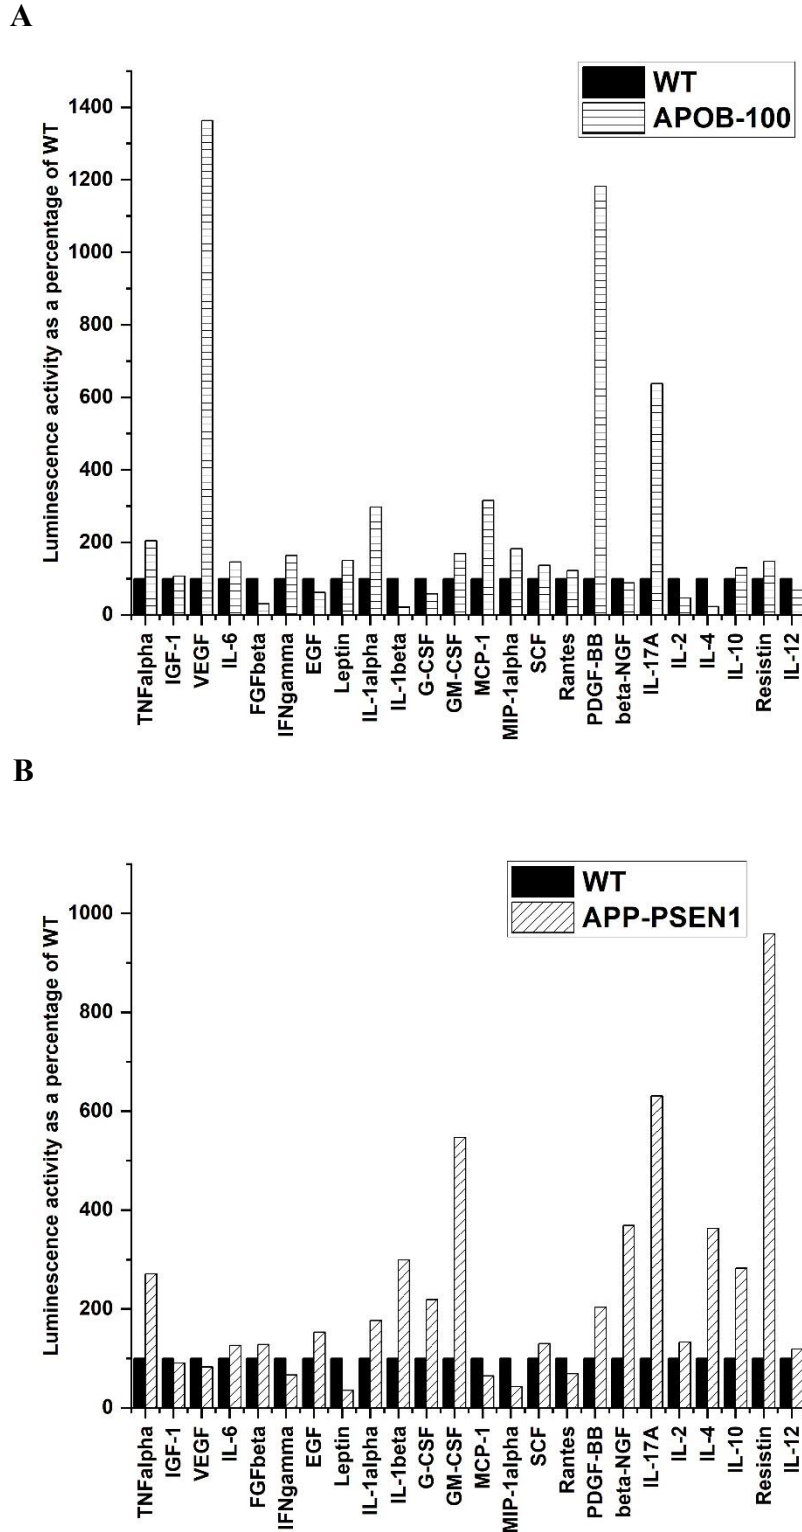 A
WT
APOB-100
Luminescence activity as a percentage of WT
1400
1200
1000
800
600
400
200
0
TNFalpha
IGF-1
VEGF
IL-6
FGFbeta
IFNgamma
EGF
Leptin
IL-1alpha
IL-1beta
G-CSF
GM-CSF
MCP-1
MIP-1alpha
SCF
Rantes
PDGF-BB
beta-NGF
IL-17A
IL-2
IL-4
IL-10
Resistin
IL-12
B
WT
APP-PSEN1
Luminescence activity as a percentage of WT
1000
800
600
400
200
0
TNFalpha
IGF-1
VEGF
IL-6
FGFbeta
IFNgamma
EGF
Leptin
IL-1alpha
IL-1beta
G-CSF
GM-CSF
MCP-1
MIP-1alpha
SCF
Rantes
PDGF-BB
beta-NGF
IL-17A
IL-2
IL-4
IL-10
Resistin
IL-12